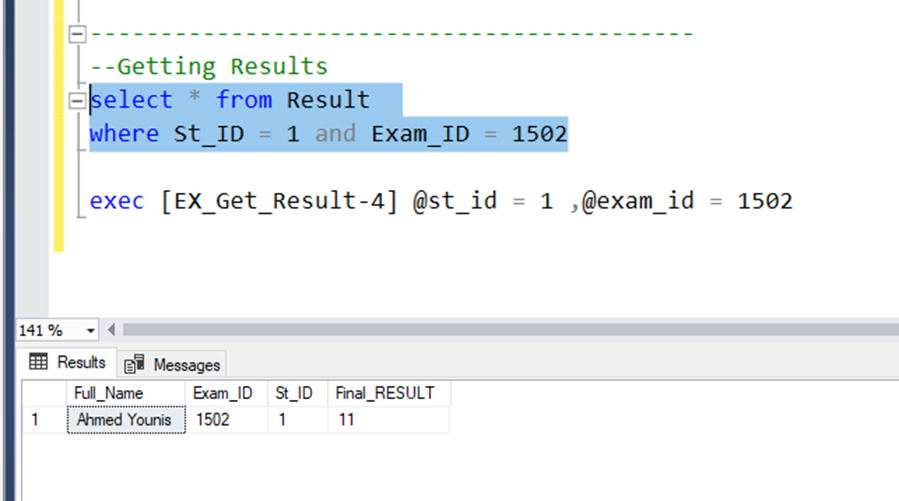 -----------------------------------------
--Getting Results
select * from Result
where St_ID = 1 and Exam_ID = 1502
exec [EX_Get_Result-4] @st_id = 1 ,@exam_id = 1502
141 %
Results Messages
Full_Name Exam_ID St_ID Final_RESULT
1 Ahmed Younis 1502 1 11